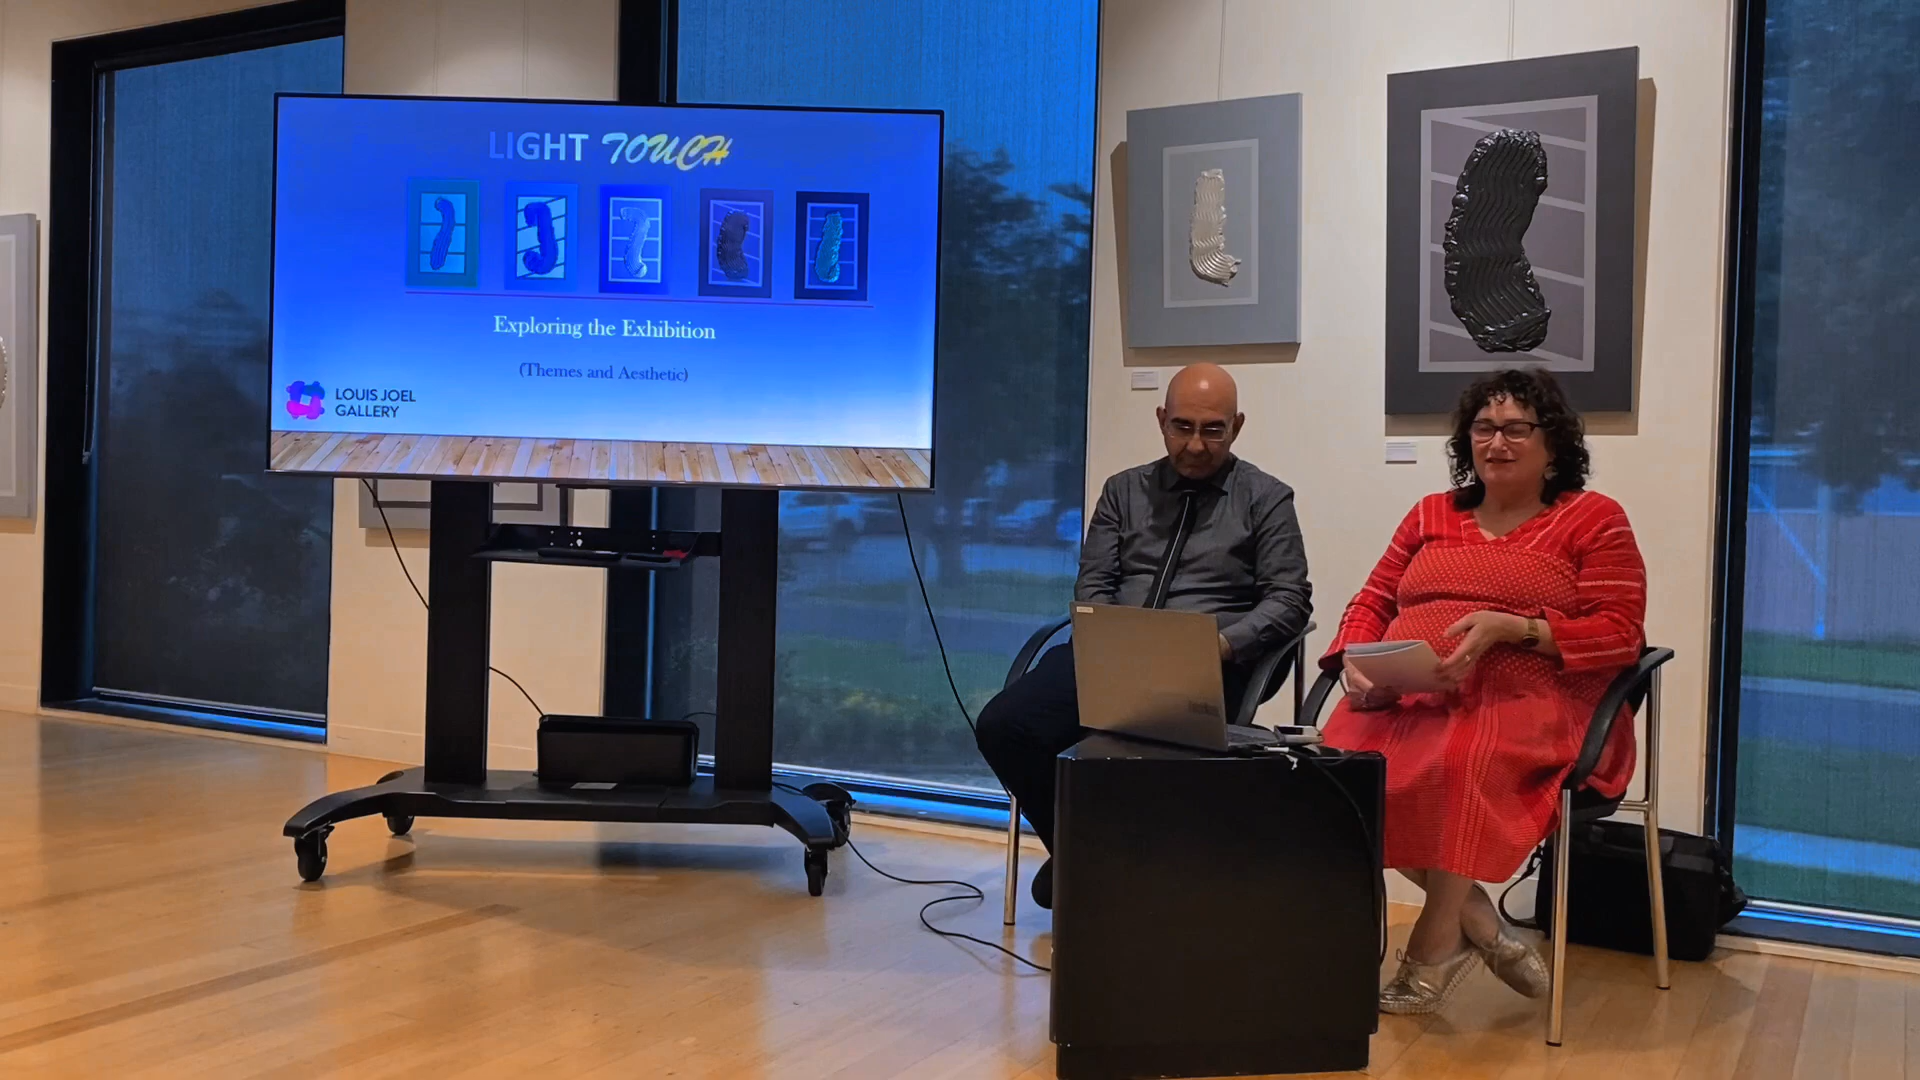 LIGHT TOUCH
Exploring the Exhibition
(Themes and Aesthetic)
LOUIS JOEL
GALLERY